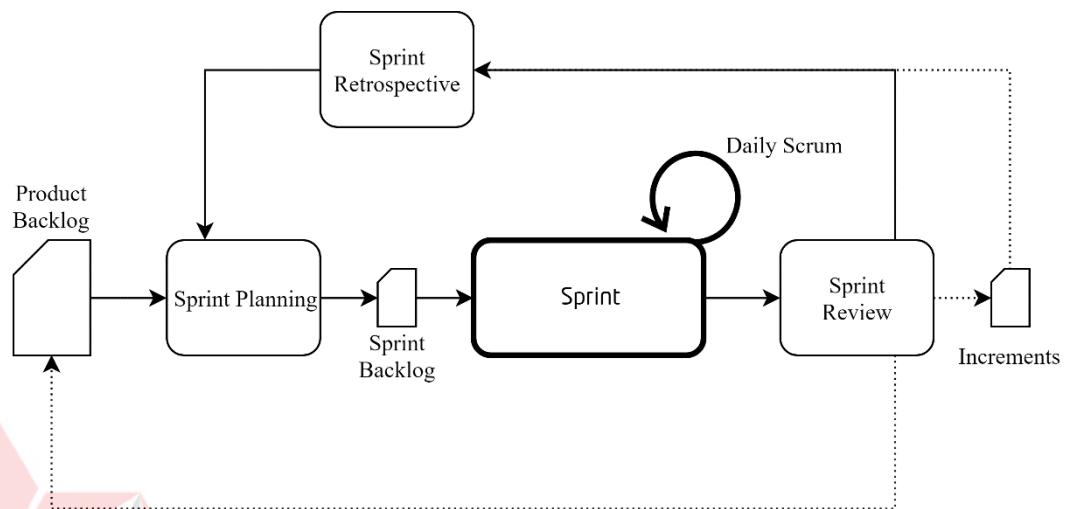 Sprint
Retrospective
Daily Scrum
Product
Backlog
Sprint Planning
Sprint
Backlog
Sprint
Sprint
Review
Increments